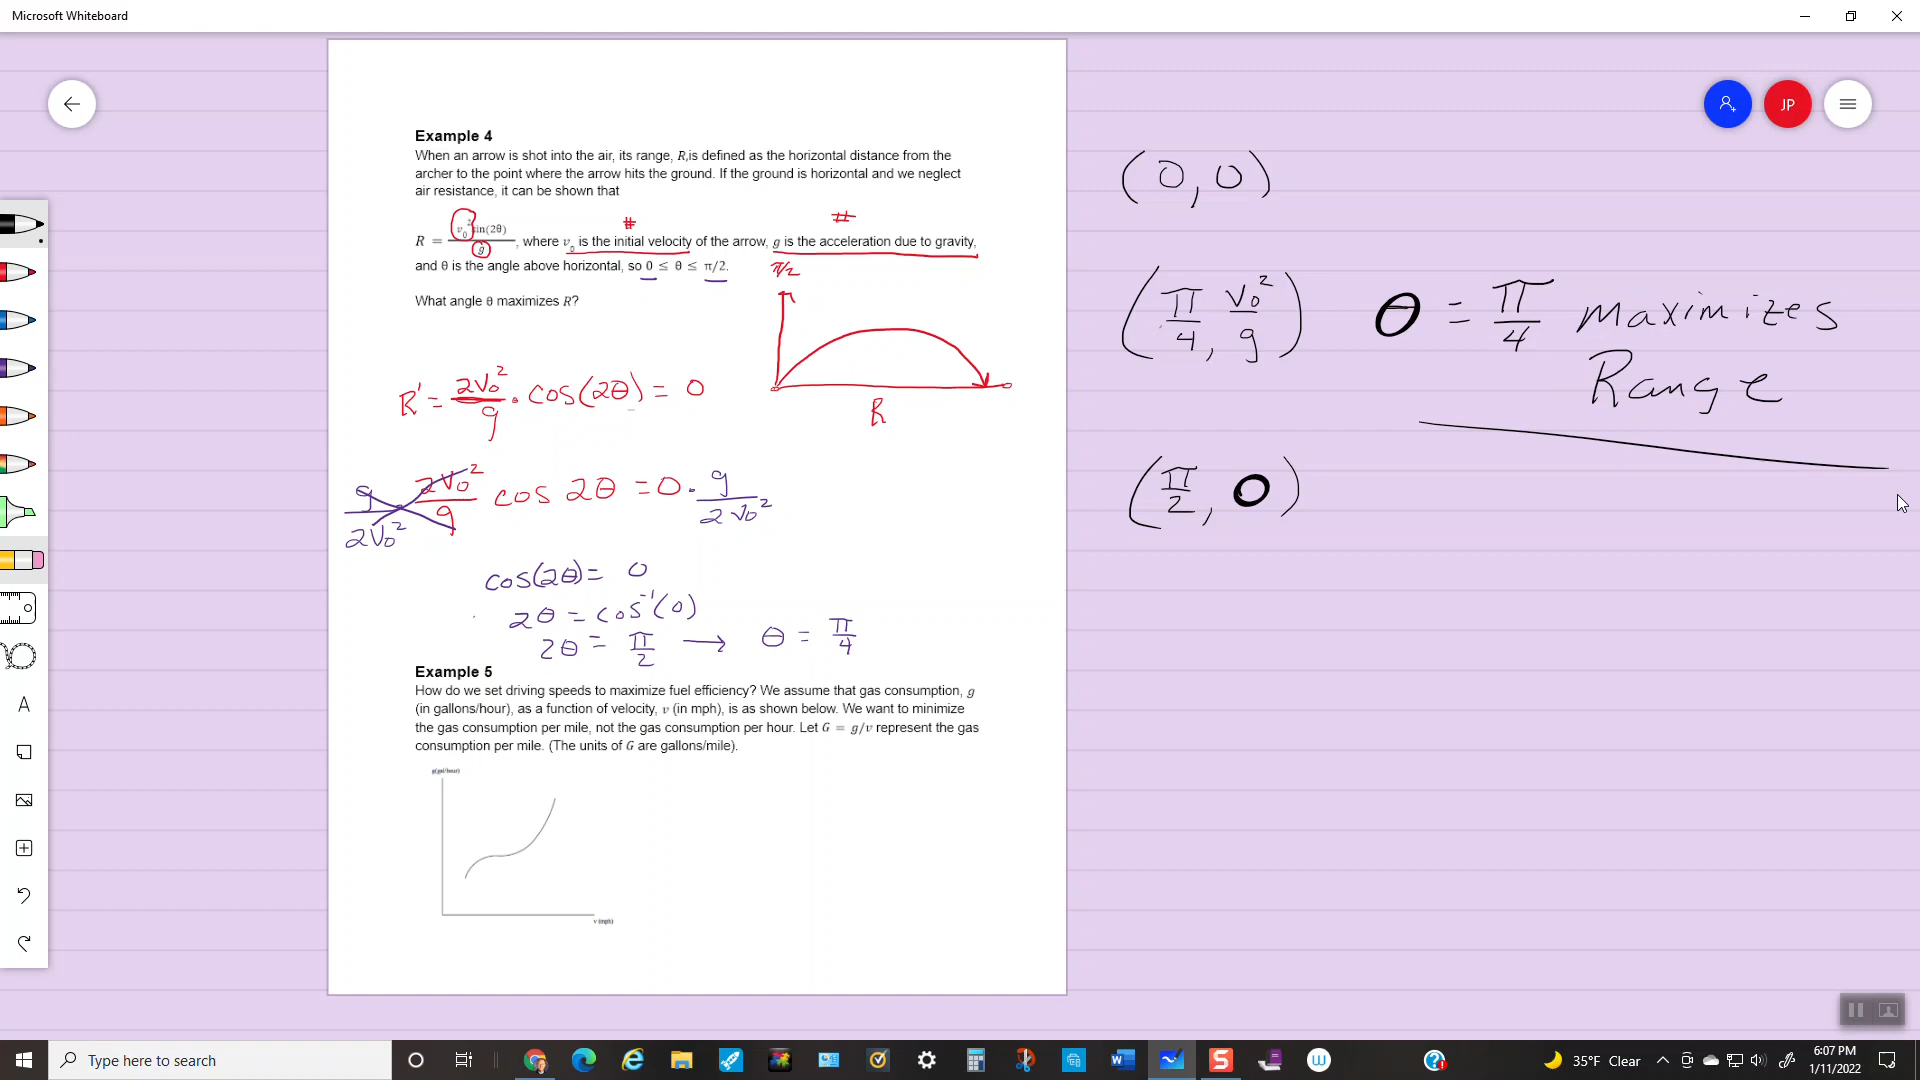 Microsoft Whiteboard
JP
Example 4
When an arrow is shot into the air, its range, R,is defined as the horizontal distance from the
archer to the point where the arrow hits the ground. If the ground is horizontal and we neglect
air resistance, it can be shown that
# #
R = v₀² sin(2θ) / g , where v₀ is the initial velocity of the arrow, g is the acceleration due to gravity,
and θ is the angle above horizontal, so 0 ≤ θ ≤ π/2.
π/2
What angle θ maximizes R?
R' = 2v₀²/g · cos(2θ) = 0
R
g/2v₀² 2v₀²/g cos 2θ = 0 · g/2v₀²
cos(2θ) = 0
2θ = cos⁻¹(0)
2θ = π/2 → θ = π/4
Example 5
How do we set driving speeds to maximize fuel efficiency? We assume that gas consumption, g
(in gallons/hour), as a function of velocity, v (in mph), is as shown below. We want to minimize
the gas consumption per mile, not the gas consumption per hour. Let G = g/v represent the gas
consumption per mile. (The units of G are gallons/mile).
g(gal/hour)
v (mph)
(0, 0)
(π/4, v₀²/g) θ = π/4 maximizes
Range
(π/2, 0)
A
Type here to search
35°F Clear
6:07 PM
1/11/2022